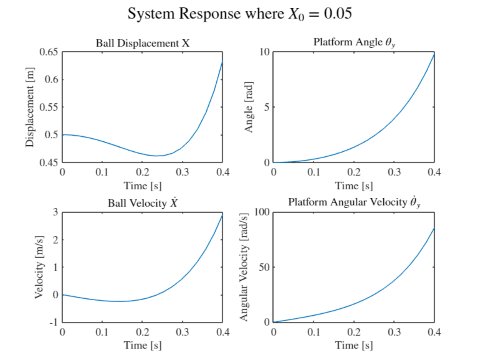 System Response where X₀ = 0.05
Ball Displacement X
Displacement [m]
0.65
0.6
0.55
0.5
0.45
0 0.1 0.2 0.3 0.4
Time [s]
Platform Angle θᵧ
Angle [rad]
10
5
0
0 0.1 0.2 0.3 0.4
Time [s]
Ball Velocity Ẋ
Velocity [m/s]
3
2
1
0
-1
0 0.1 0.2 0.3 0.4
Time [s]
Platform Angular Velocity θ̇ᵧ
Angular Velocity [rad/s]
100
50
0
0 0.1 0.2 0.3 0.4
Time [s]